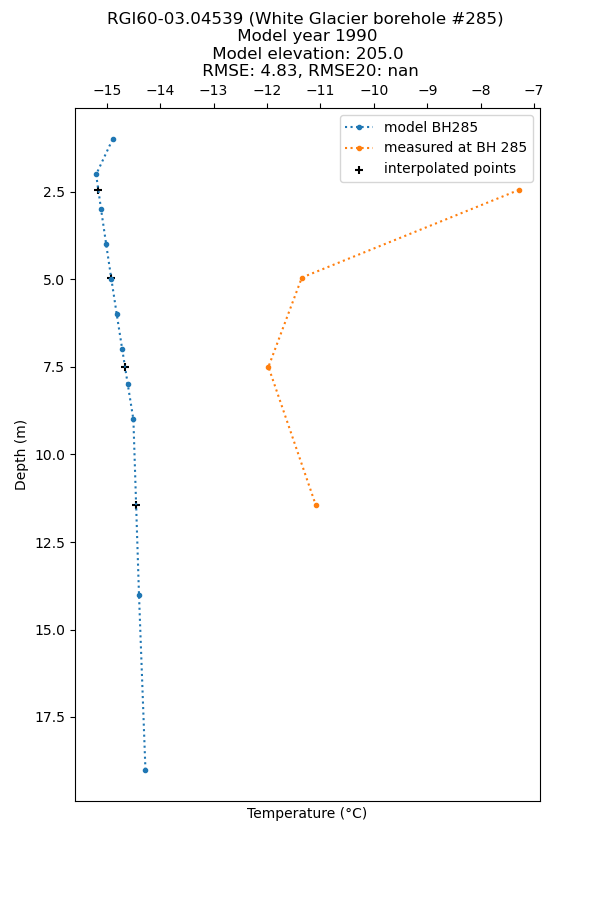 RGI60-03.04539 (White Glacier borehole #285)
Model year 1990
Model elevation: 205.0
RMSE: 4.83, RMSE20: nan
−15 −14 −13 −12 −11 −10 −9 −8 −7
model BH285
measured at BH 285
interpolated points
2.5
5.0
7.5
10.0
12.5
15.0
17.5
Depth (m)
Temperature (°C)